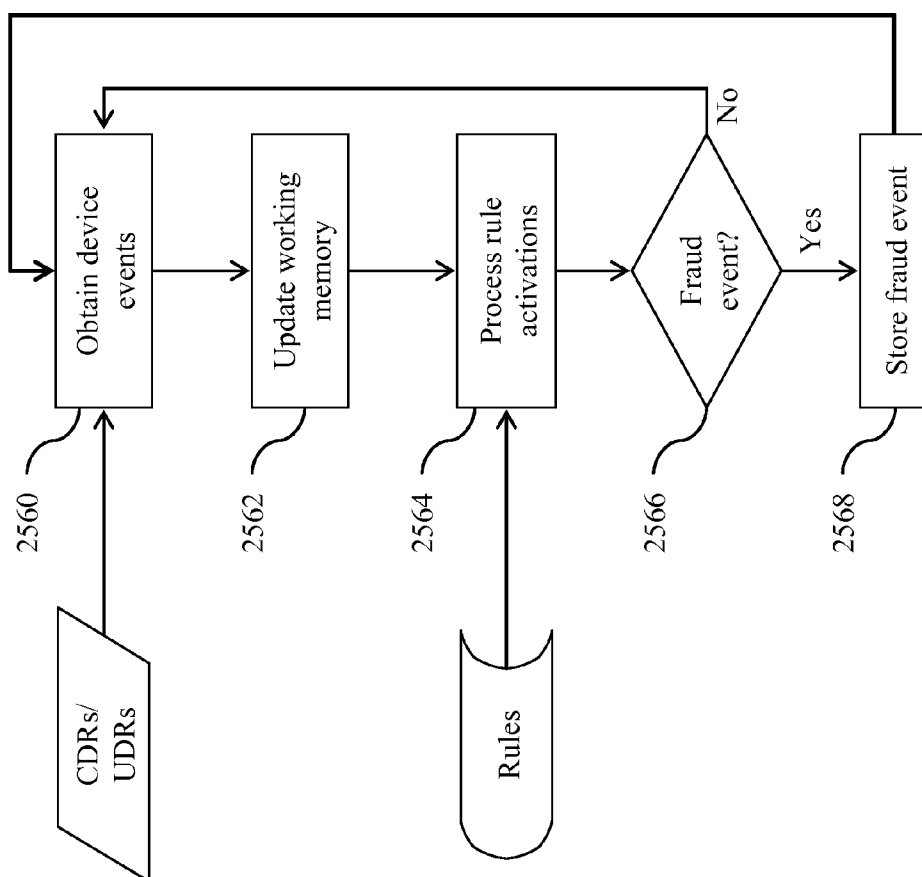 CDRs/
UDRs
2560
Obtain device
events
2562
Update working
memory
Rules
2564
Process rule
activations
2566
Fraud
event?
No
Yes
2568
Store fraud event